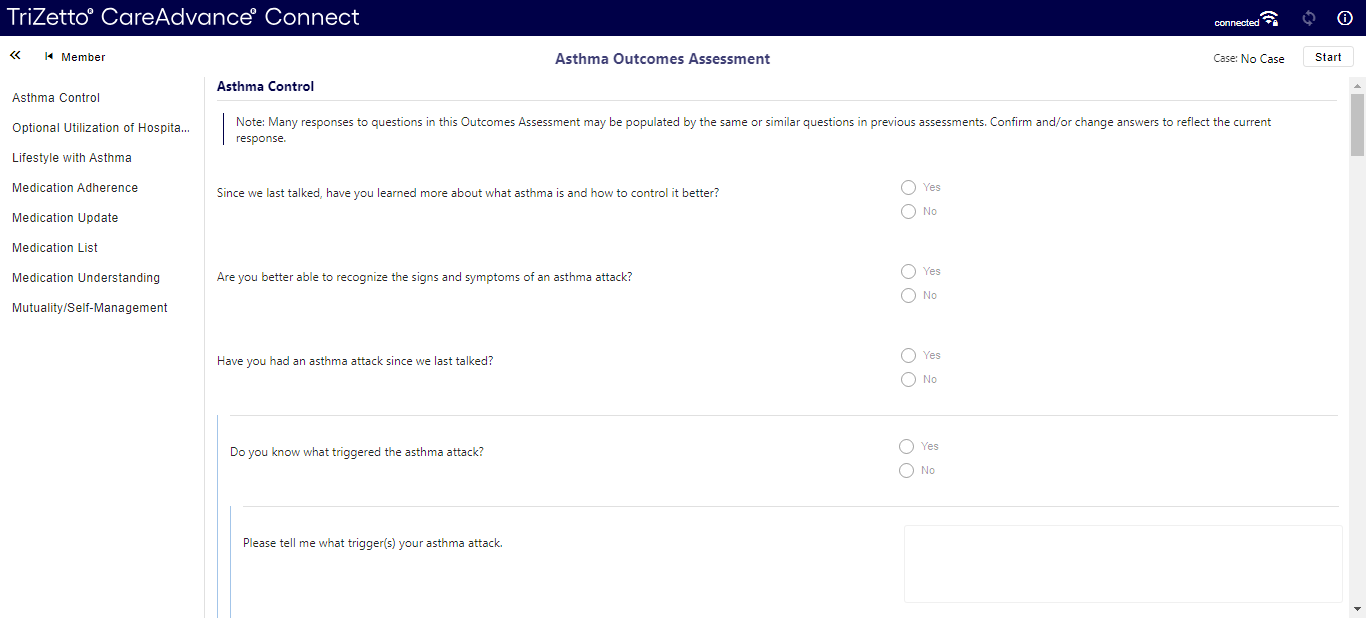 TriZetto® CareAdvance® Connect
connected
Member
Asthma Outcomes Assessment
Case: No Case
Start
Asthma Control
Optional Utilization of Hospita...
Lifestyle with Asthma
Medication Adherence
Medication Update
Medication List
Medication Understanding
Mutuality/Self-Management
Asthma Control
Note: Many responses to questions in this Outcomes Assessment may be populated by the same or similar questions in previous assessments. Confirm and/or change answers to reflect the current
response.
Since we last talked, have you learned more about what asthma is and how to control it better?
Yes
No
Are you better able to recognize the signs and symptoms of an asthma attack?
Yes
No
Have you had an asthma attack since we last talked?
Yes
No
Do you know what triggered the asthma attack?
Yes
No
Please tell me what trigger(s) your asthma attack.